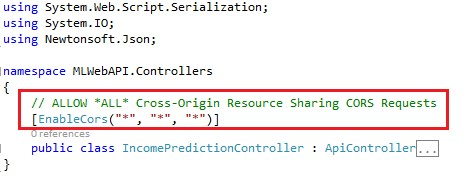 using System.Web.Script.Serialization;
using System.IO;
using Newtonsoft.Json;
namespace MLWebAPI.Controllers
{
// ALLOW *ALL* Cross-Origin Resource Sharing CORS Requests
[EnableCors("*", "*", "*")]
0 references
public class IncomePredictionController : ApiController...
}